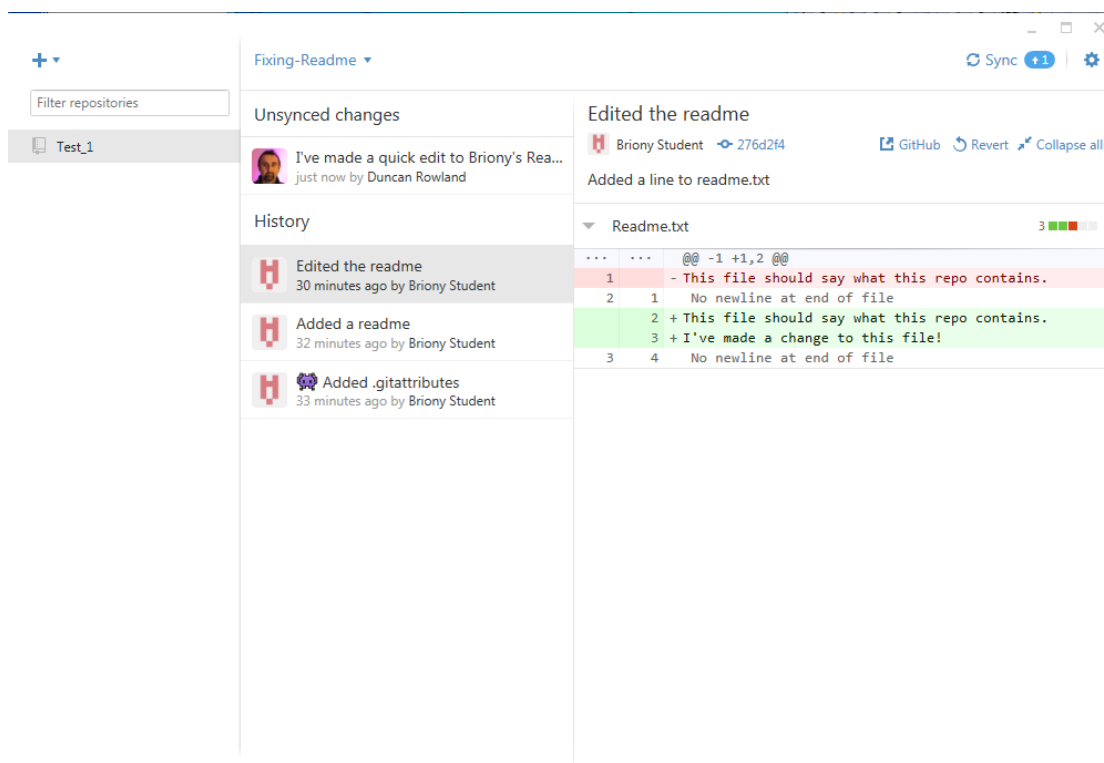 Fixing-Readme
Sync 1
Filter repositories
Test_1
Unsynced changes
I've made a quick edit to Briony's Rea...
just now by Duncan Rowland
History
Edited the readme
30 minutes ago by Briony Student
Added a readme
32 minutes ago by Briony Student
Added .gitattributes
33 minutes ago by Briony Student
Edited the readme
Briony Student 276d2f4 GitHub Revert Collapse all
Added a line to readme.txt
Readme.txt 3
... ... @@ -1 +1,2 @@
1 - This file should say what this repo contains.
2 1 No newline at end of file
2 + This file should say what this repo contains.
3 + I've made a change to this file!
3 4 No newline at end of file